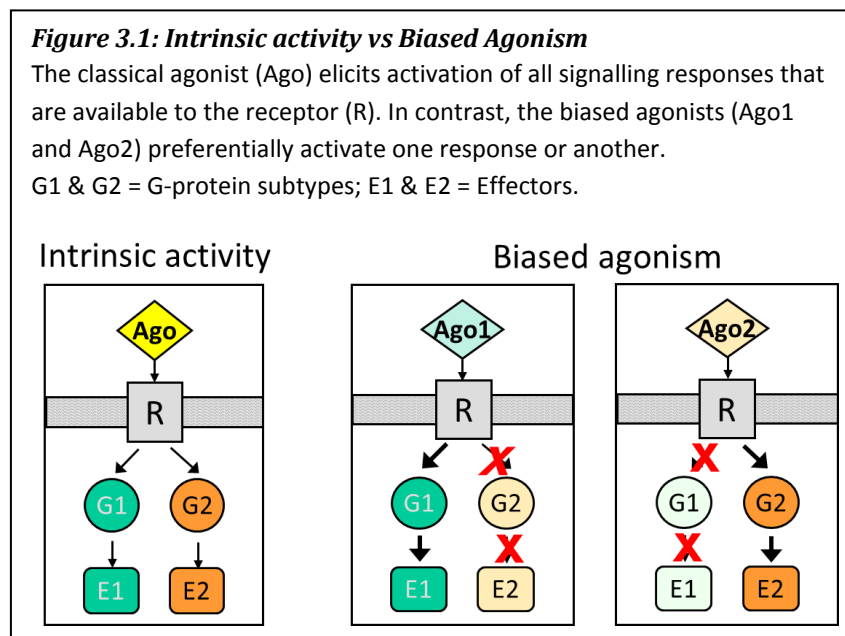 Figure 3.1: Intrinsic activity vs Biased Agonism
The classical agonist (Ago) elicits activation of all signalling responses that
are available to the receptor (R). In contrast, the biased agonists (Ago1
and Ago2) preferentially activate one response or another.
G1 & G2 = G-protein subtypes; E1 & E2 = Effectors.
Intrinsic activity
Biased agonism
Ago
R
G1
G2
E1
E2
Ago1
R
G1
G2
E1
E2
Ago2
R
G1
G2
E1
E2